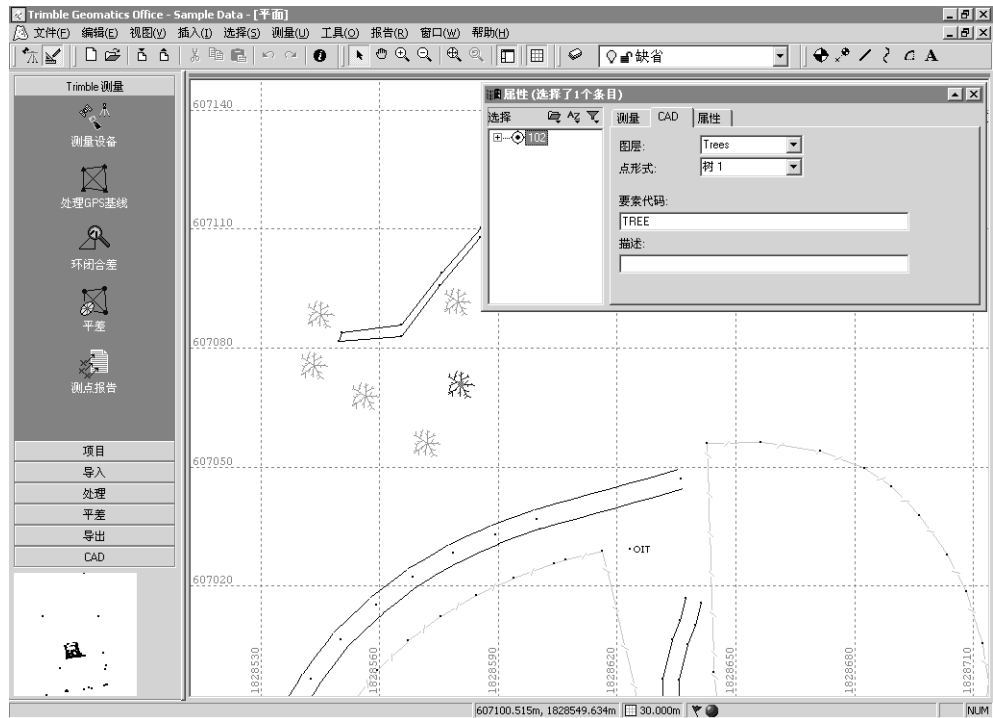 Trimble Geomatics Office - Sample Data - [平面]
文件(F) 编辑(E) 视图(V) 插入(I) 选择(S) 测量(U) 工具(O) 报告(R) 窗口(W) 帮助(H)
缺省
A
Trimble 测量
测量设备
处理GPS基线
环闭合差
平差
测点报告
项目
导入
处理
平差
导出
CAD
属性 (选择了1个条目)
选择
102
测量 CAD 属性
图层: Trees
点形式: 树 1
要素代码:
TREE
描述:
607140
607110
607080
607050
607020
OIT
1828530
1828560
1828590
1828620
1828650
1828680
1828710
607100.515m, 1828549.634m 30.000m NUM